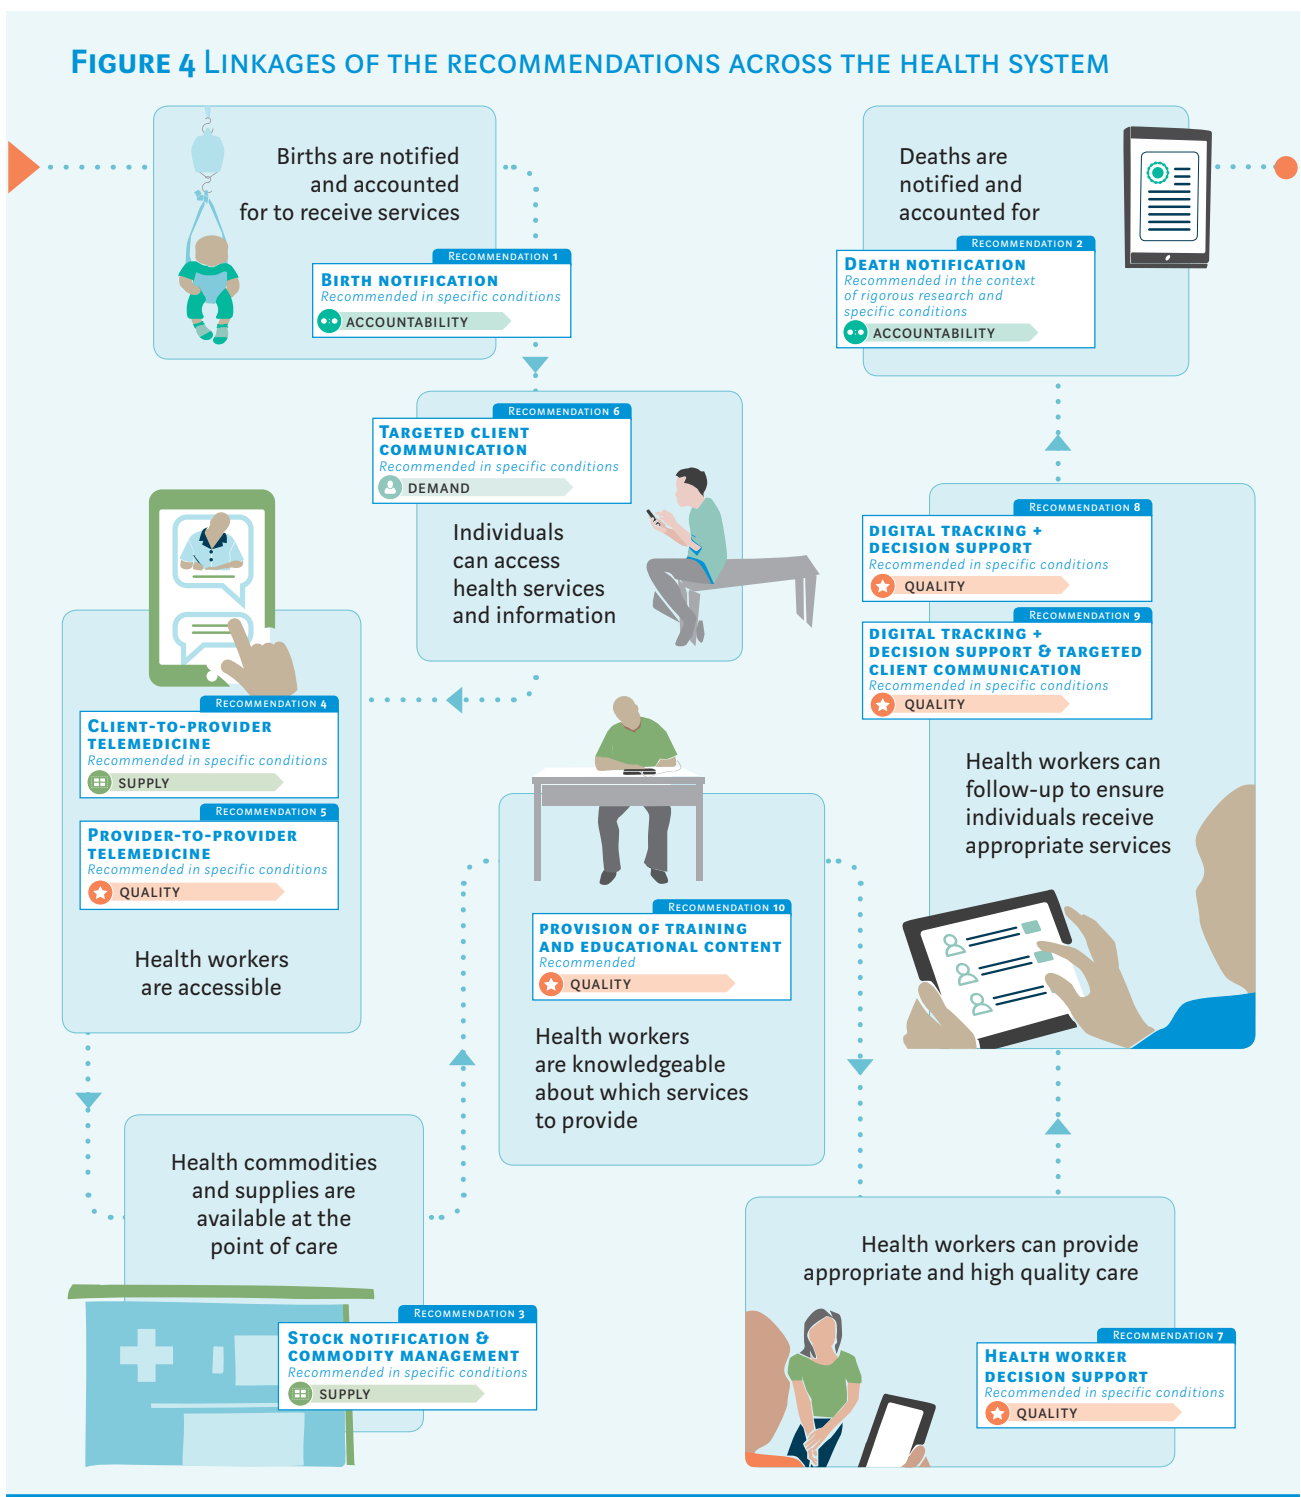 FIGURE 4 LINKAGES OF THE RECOMMENDATIONS ACROSS THE HEALTH SYSTEM
Births are notified
and accounted
for to receive services
RECOMMENDATION 1
BIRTH NOTIFICATION
Recommended in specific conditions
ACCOUNTABILITY
Deaths are
notified and
accounted for
RECOMMENDATION 2
DEATH NOTIFICATION
Recommended in the context
of rigorous research and
specific conditions
ACCOUNTABILITY
RECOMMENDATION 6
TARGETED CLIENT
COMMUNICATION
Recommended in specific conditions
DEMAND
Individuals
can access
health services
and information
RECOMMENDATION 4
CLIENT-TO-PROVIDER
TELEMEDICINE
Recommended in specific conditions
SUPPLY
RECOMMENDATION 5
PROVIDER-TO-PROVIDER
TELEMEDICINE
Recommended in specific conditions
QUALITY
Health workers
are accessible
Health commodities
and supplies are
available at the
point of care
RECOMMENDATION 3
STOCK NOTIFICATION &
COMMODITY MANAGEMENT
Recommended in specific conditions
SUPPLY
RECOMMENDATION 10
PROVISION OF TRAINING
AND EDUCATIONAL CONTENT
Recommended
QUALITY
Health workers
are knowledgeable
about which services
to provide
Health workers can provide
appropriate and high quality care
RECOMMENDATION 7
HEALTH WORKER
DECISION SUPPORT
Recommended in specific conditions
QUALITY
RECOMMENDATION 8
DIGITAL TRACKING +
DECISION SUPPORT
Recommended in specific conditions
QUALITY
RECOMMENDATION 9
DIGITAL TRACKING +
DECISION SUPPORT & TARGETED
CLIENT COMMUNICATION
Recommended in specific conditions
QUALITY
Health workers can
follow-up to ensure
individuals receive
appropriate services